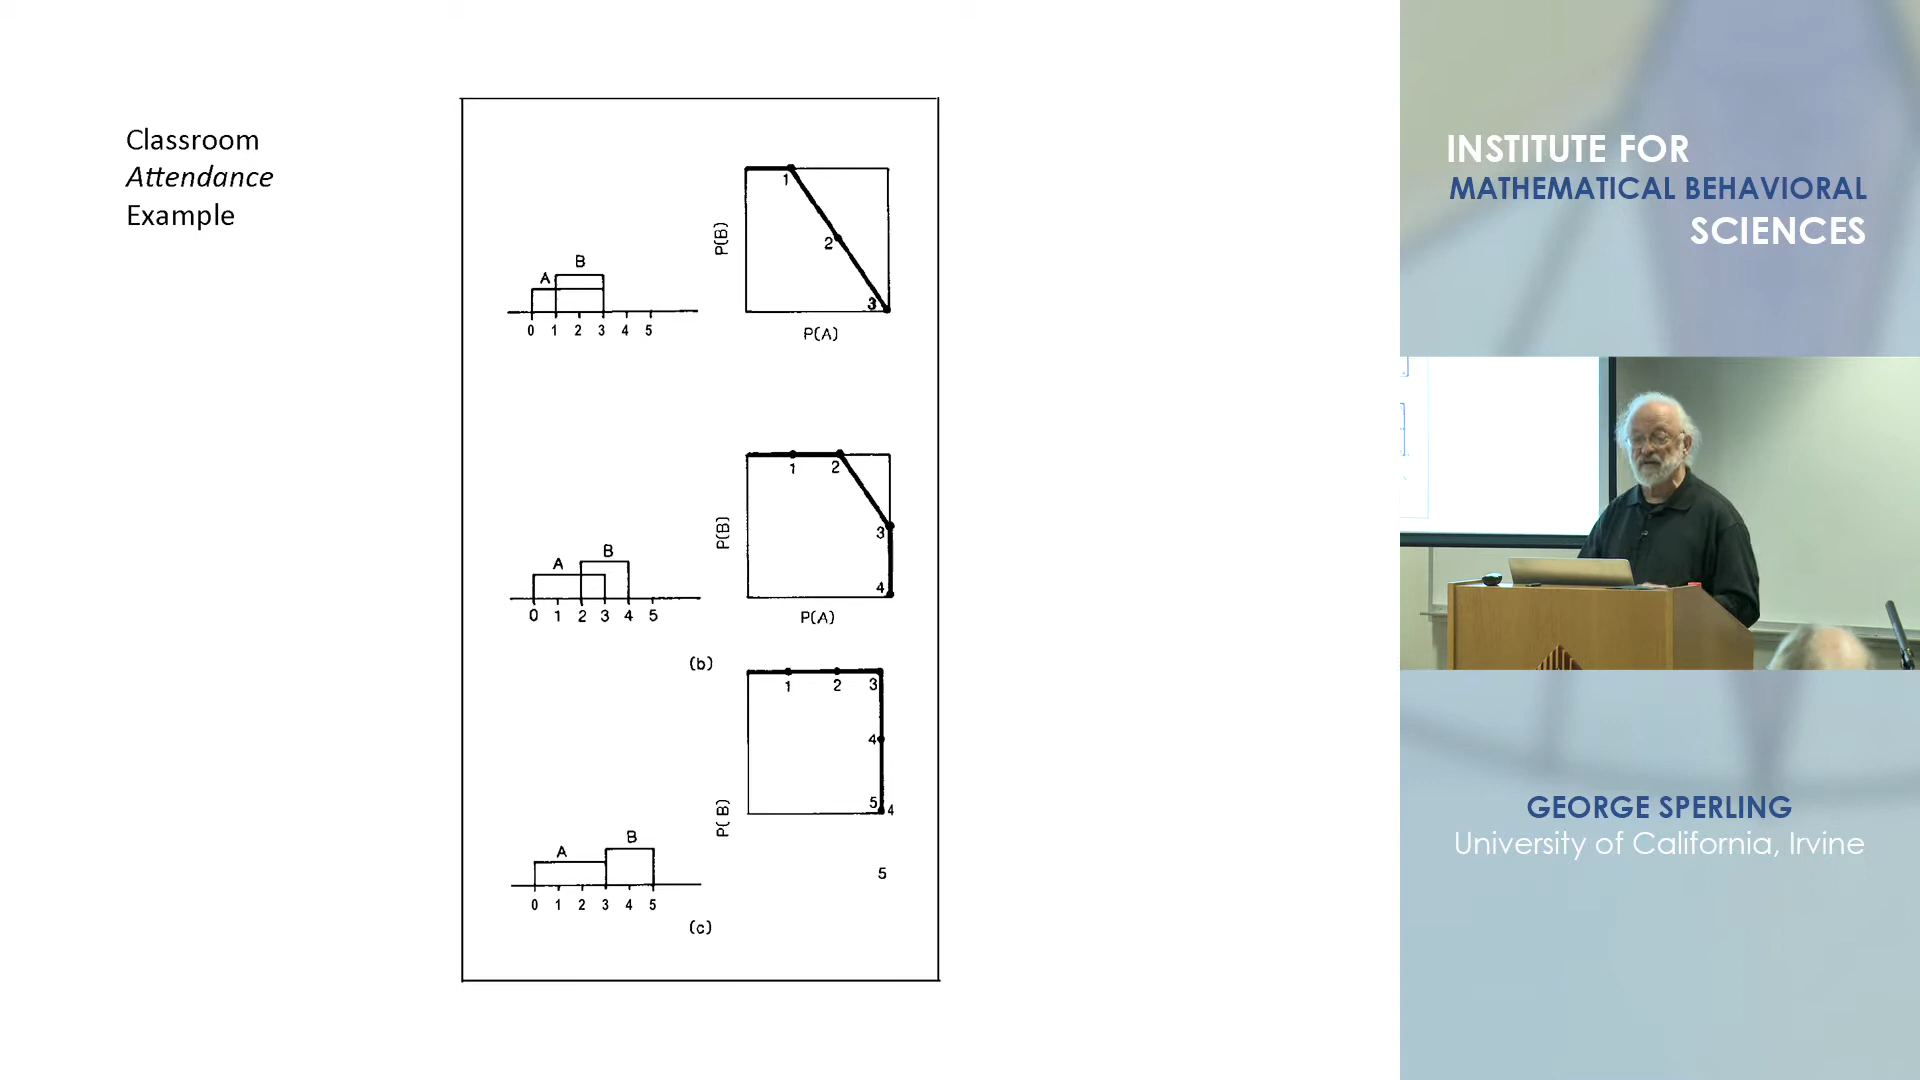 Classroom
Attendance
Example
A
B
0 1 2 3 4 5
P(B)
1
2
3
P(A)
A
B
0 1 2 3 4 5
P(B)
1 2
3
4
P(A)
(b)
P(B)
1 2 3
4
5 4
5
A
B
0 1 2 3 4 5
(c)
INSTITUTE FOR
MATHEMATICAL BEHAVIORAL
SCIENCES
GEORGE SPERLING
University of California, Irvine